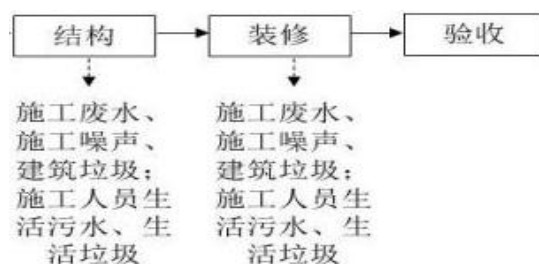 结构 装修 验收
施工废水、 施工废水、
施工噪声、 施工噪声、
建筑垃圾； 建筑垃圾；
施工人员生 施工人员生
活污水、生 活污水、生
活垃圾 活垃圾